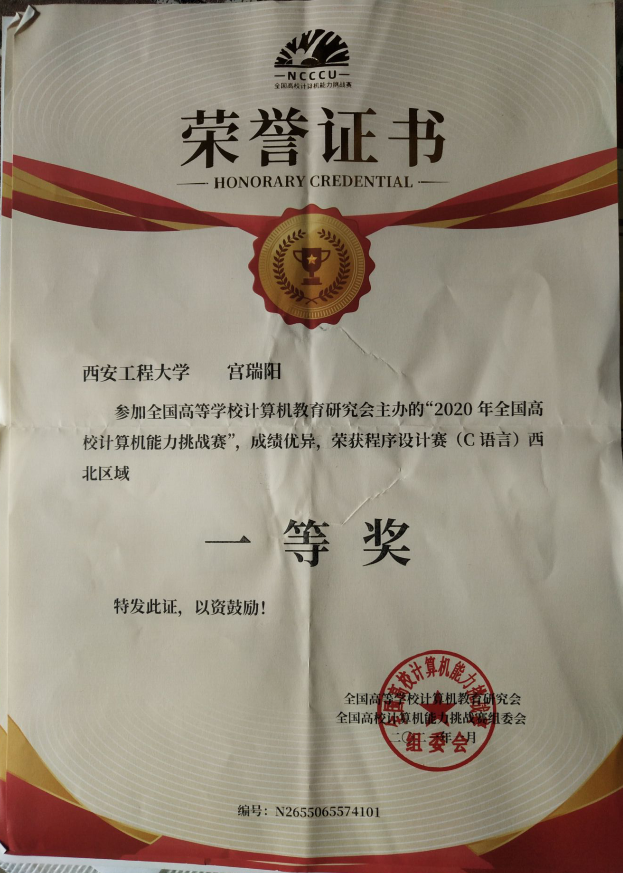 NCCCU
全国高校计算机能力挑战赛
荣誉证书
HONORARY CREDENTIAL
西安工程大学 宫瑞阳
参加全国高等学校计算机教育研究会主办的“2020 年全国高
校计算机能力挑战赛”，成绩优异，荣获程序设计赛（C 语言）西
北区域
一等奖
特发此证，以资鼓励！
全国高等学校计算机教育研究会
全国高校计算机能力挑战赛组委会
二〇二一年 月
全国高校计算机能力挑战赛
组委会
编号：N2655065574101